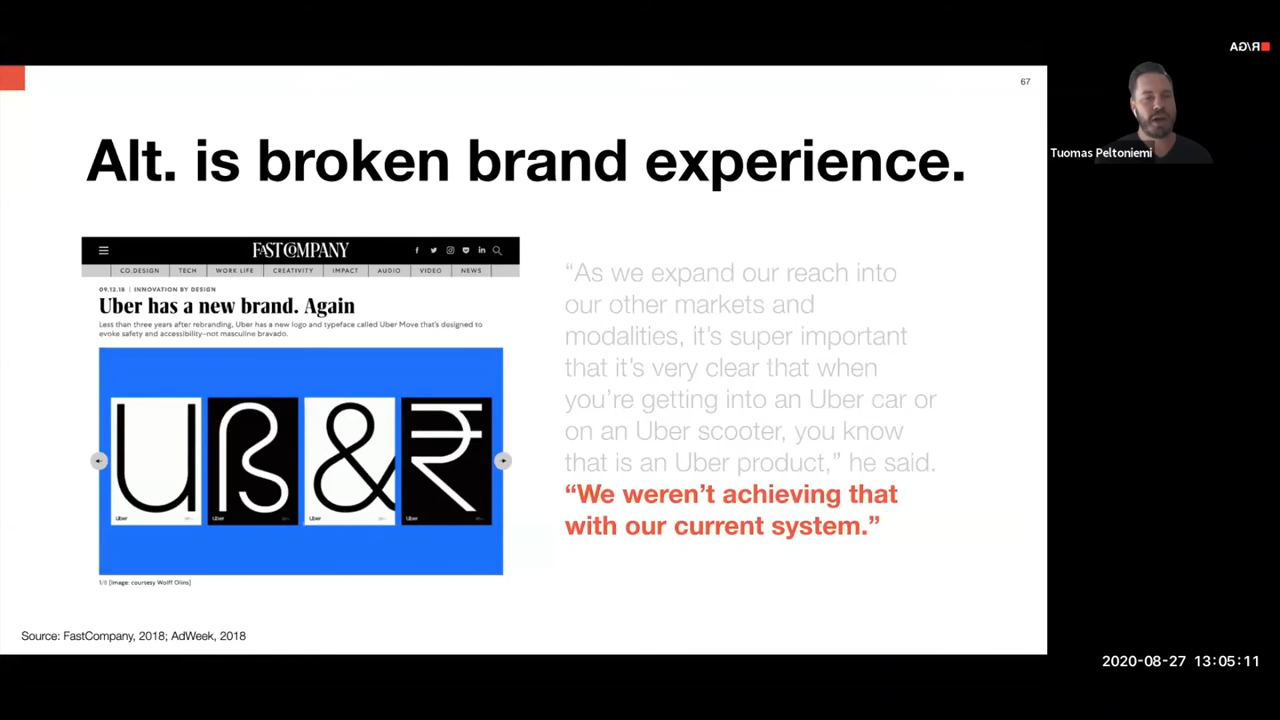 67
Alt. is broken brand experience.
FAST COMPANY
CO.DESIGN TECH WORK LIFE CREATIVITY IMPACT AUDIO VIDEO NEWS
09.12.18 | INNOVATION BY DESIGN
Uber has a new brand. Again
Less than three years after rebranding, Uber has a new logo and typeface called Uber Move that's designed to
evoke safety and accessibility–not masculine bravado.
U ß & ₹
Uber Uber Uber Uber
[Image: courtesy Wolff Olins]
“As we expand our reach into
our other markets and
modalities, it’s super important
that it’s very clear that when
you’re getting into an Uber car or
on an Uber scooter, you know
that is an Uber product,” he said.
“We weren’t achieving that
with our current system.”
Source: FastCompany, 2018; AdWeek, 2018
R/GA
Tuomas Peltoniemi
2020-08-27 13:05:11